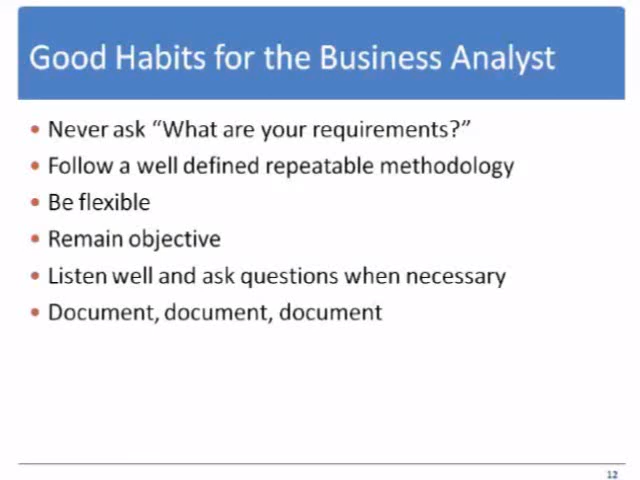 Good Habits for the Business Analyst
• Never ask “What are your requirements?”
• Follow a well defined repeatable methodology
• Be flexible
• Remain objective
• Listen well and ask questions when necessary
• Document, document, document
12